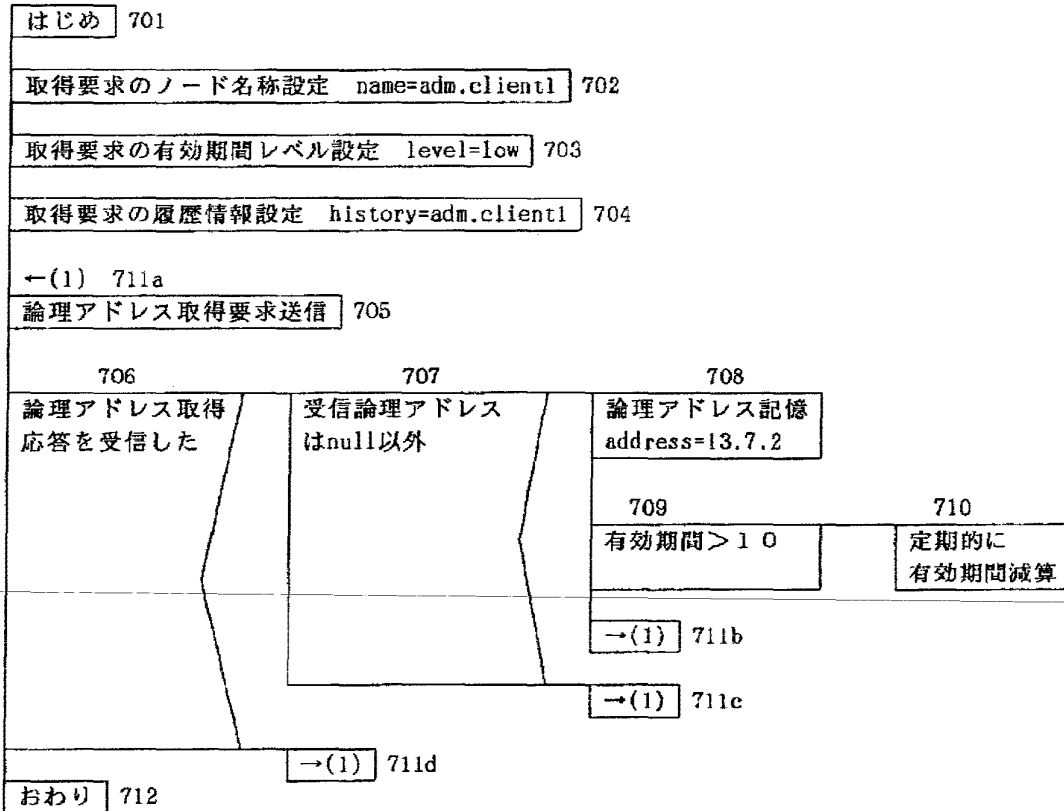 はじめ 701
取得要求のノード名称設定 name=adm.client1 702
取得要求の有効期間レベル設定 level=low 703
取得要求の履歴情報設定 history=adm.client1 704
←(1) 711a
論理アドレス取得要求送信 705
706 707 708
論理アドレス取得 受信論理アドレス 論理アドレス記憶
応答を受信した はnull以外 address=13.7.2
709 710
有効期間>10 定期的に
有効期間減算
→(1) 711b
→(1) 711c
→(1) 711d
おわり 712